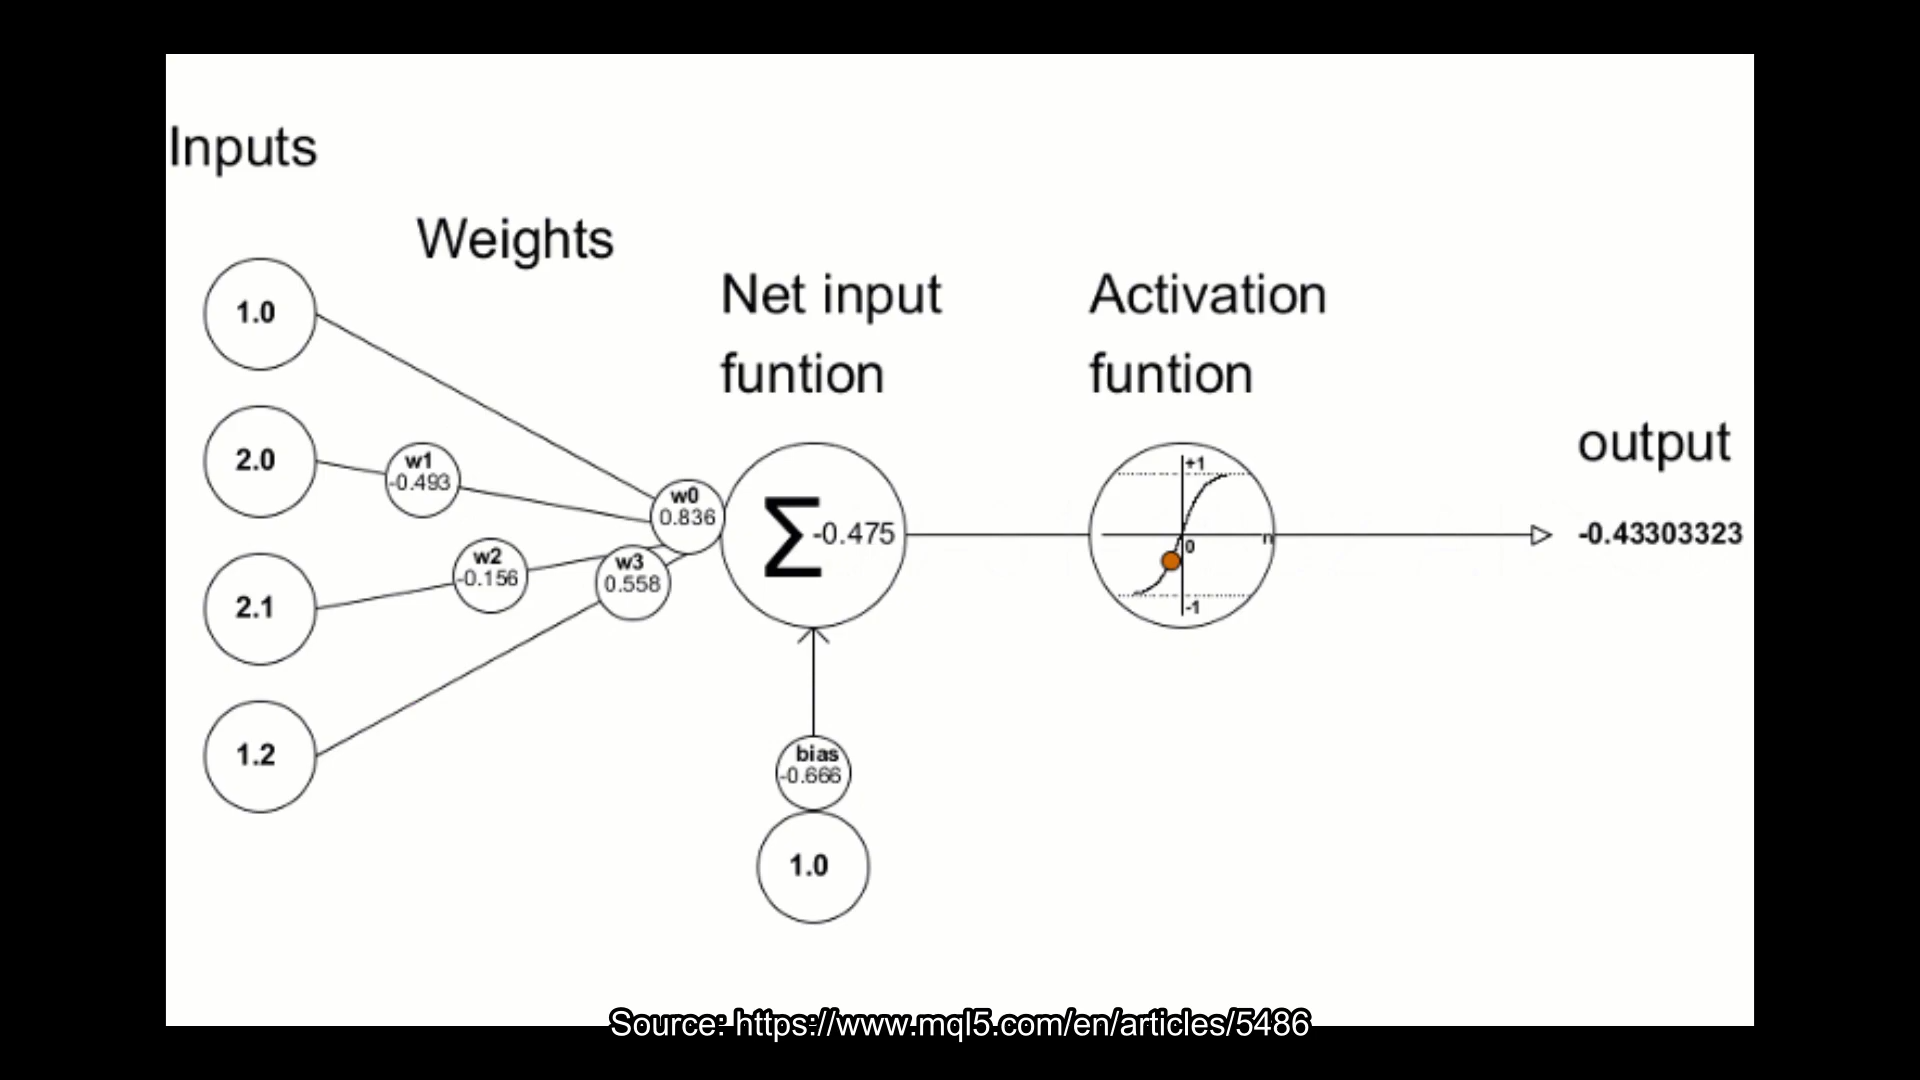 Inputs
Weights
Net input
funtion
Activation
funtion
output
1.0
2.0
2.1
1.2
w1
-0.493
w0
0.836
w2
-0.156
w3
0.558
-0.475
Σ
+1
0
n
-1
-0.43303323
bias
-0.666
1.0
Source: https://www.mql5.com/en/articles/5486